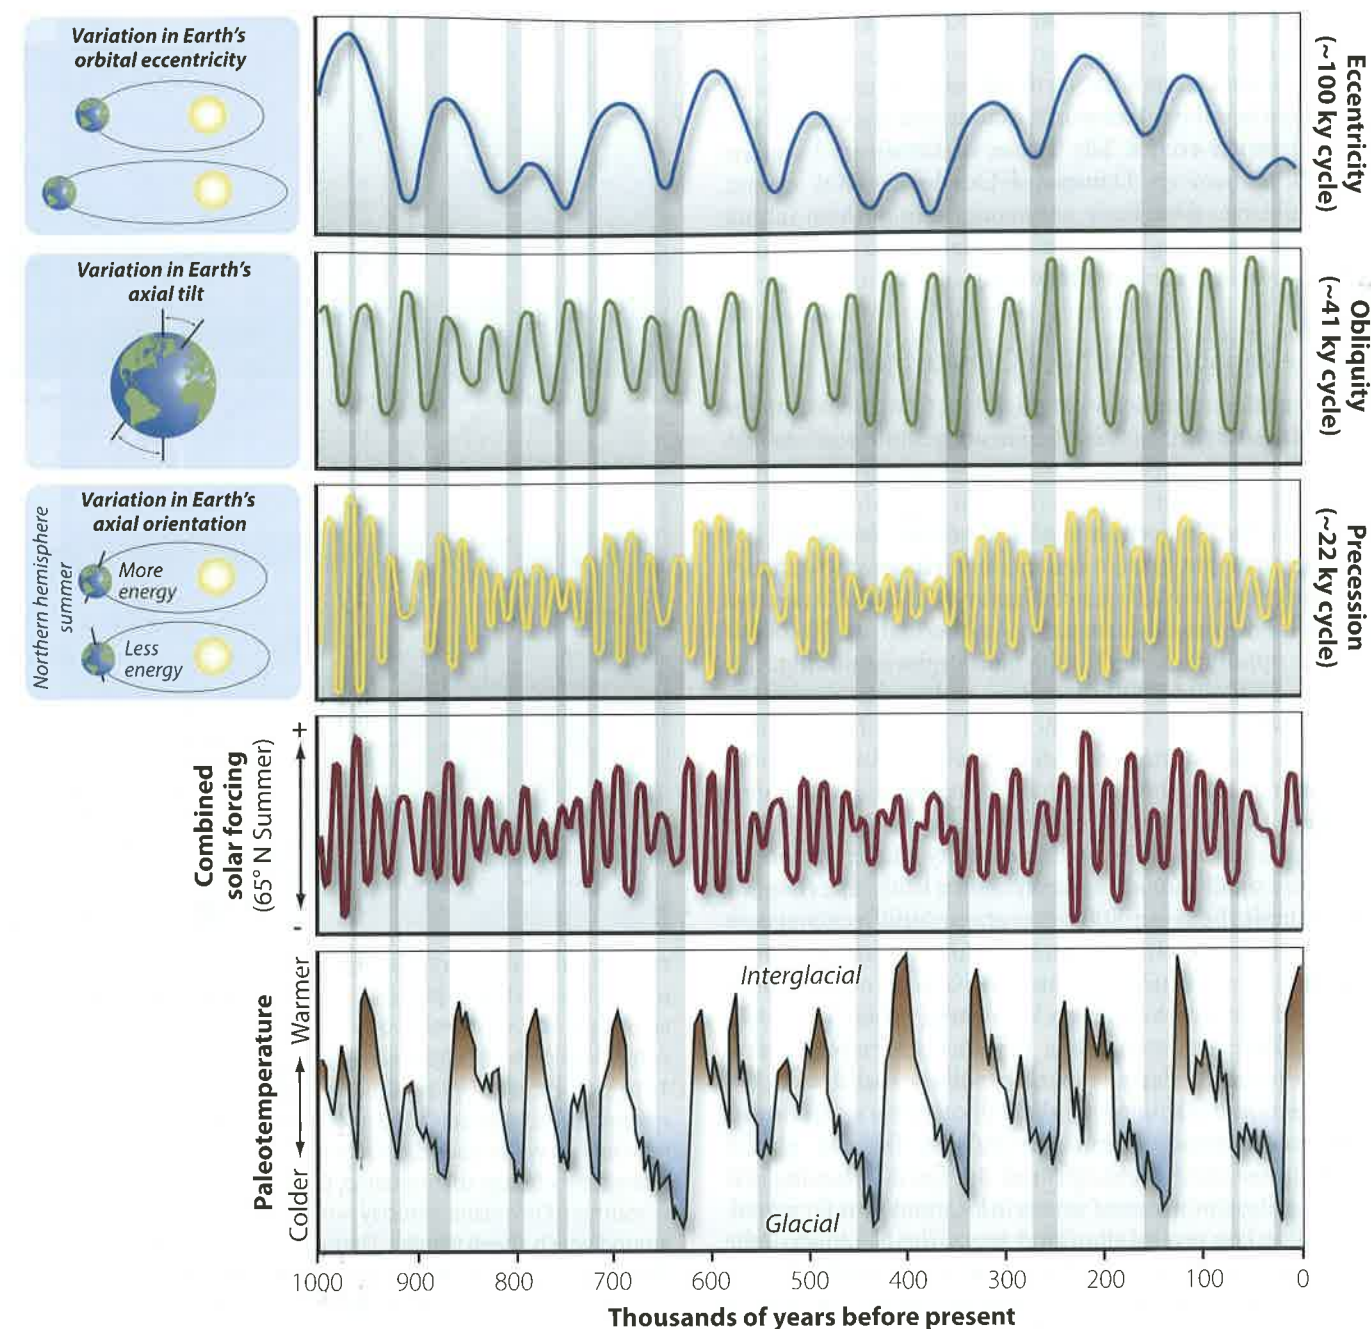 Variation in Earth's
orbital eccentricity
Eccentricity
(~100 ky cycle)
Variation in Earth's
axial tilt
Obliquity
(~41 ky cycle)
Variation in Earth's
axial orientation
Northern hemisphere
summer
More
energy
Less
energy
Precession
(~22 ky cycle)
Combined
solar forcing
(65° N Summer)
+
-
Paleotemperature
Colder
Warmer
Interglacial
Glacial
1000 900 800 700 600 500 400 300 200 100 0
Thousands of years before present